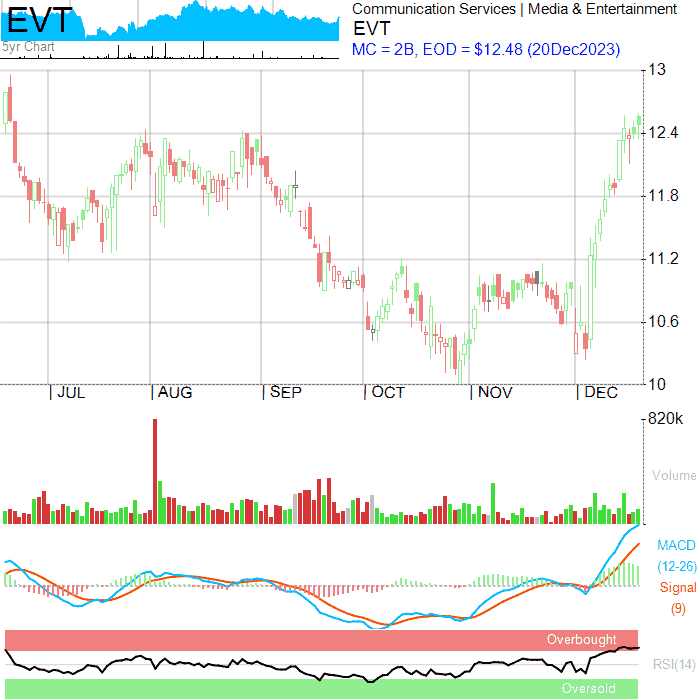 EVT
5yr Chart
Communication Services | Media & Entertainment
EVT
MC = 2B, EOD = $12.48 (20Dec2023)
13
12.4
11.8
11.2
10.6
10
JUL AUG SEP OCT NOV DEC
820k
Volume
MACD
(12-26)
Signal
(9)
Overbought
RSI(14)
Oversold